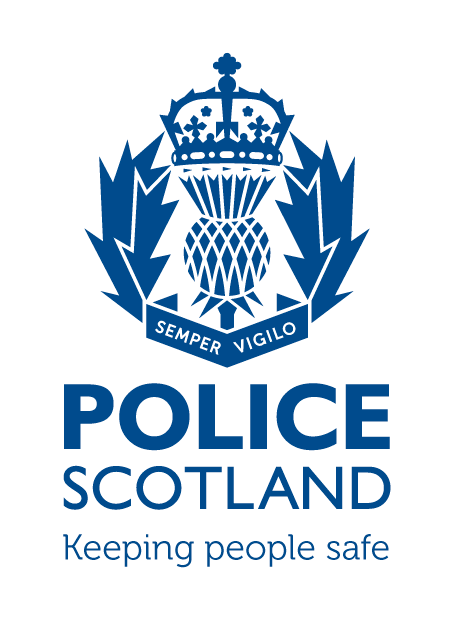 SEMPER VIGILO
POLICE
SCOTLAND
Keeping people safe